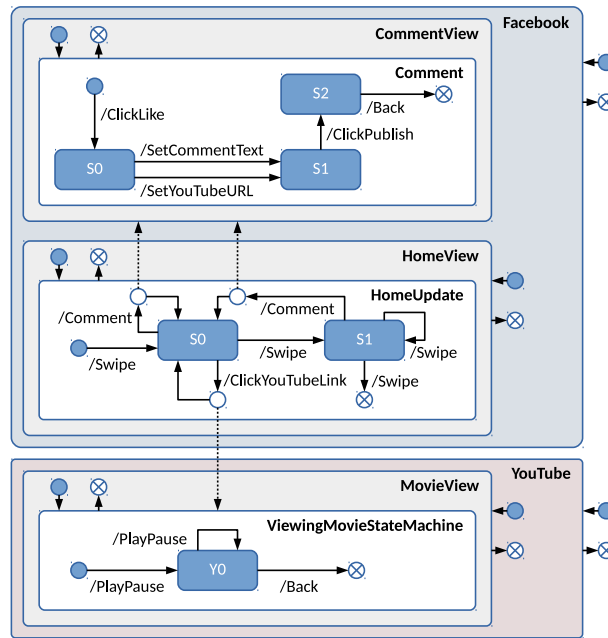 Facebook
CommentView
Comment
S2
/Back
/ClickLike
/ClickPublish
/SetCommentText
S0
S1
/SetYouTubeURL
HomeView
HomeUpdate
/Comment
/Comment
S0
S1
/Swipe
/Swipe
/Swipe
/ClickYouTubeLink
/Swipe
YouTube
MovieView
ViewingMovieStateMachine
/PlayPause
Y0
/PlayPause
/Back